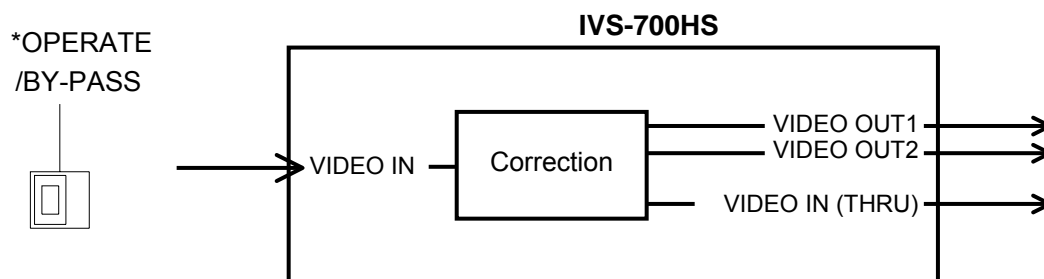 IVS-700HS
*OPERATE
/BY-PASS
VIDEO IN
Correction
VIDEO OUT1
VIDEO OUT2
VIDEO IN (THRU)